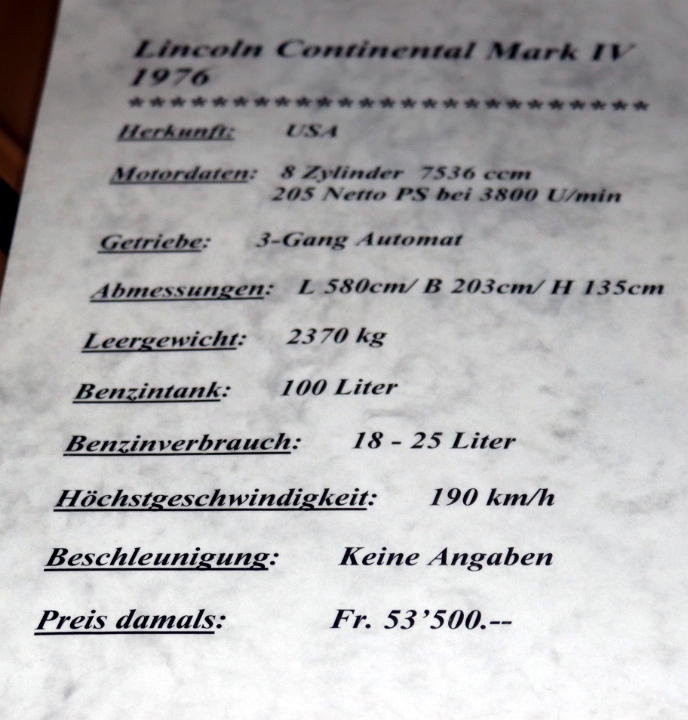 Lincoln Continental Mark IV
1976
*****************************
Herkunft: USA
Motordaten: 8 Zylinder 7536 ccm
205 Netto PS bei 3800 U/min
Getriebe: 3-Gang Automat
Abmessungen: L 580cm/ B 203cm/ H 135cm
Leergewicht: 2370 kg
Benzintank: 100 Liter
Benzinverbrauch: 18 - 25 Liter
Höchstgeschwindigkeit: 190 km/h
Beschleunigung: Keine Angaben
Preis damals: Fr. 53’500.--